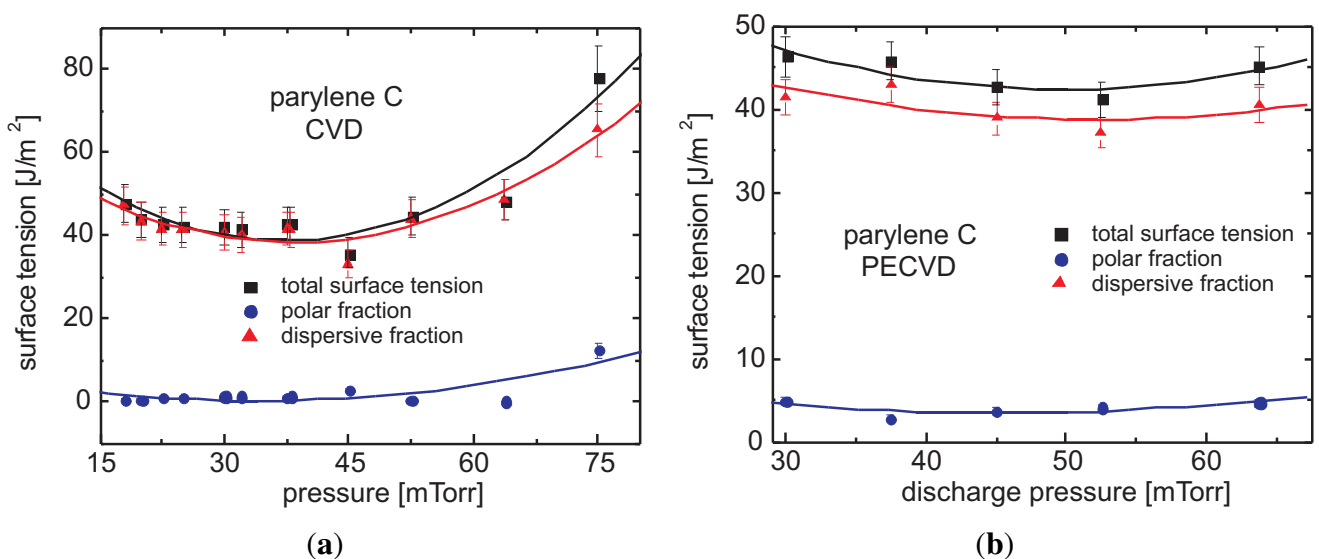 80
60
40
20
0
surface tension [J/m²]
parylene C
CVD
total surface tension
polar fraction
dispersive fraction
15 30 45 60 75
pressure [mTorr]
(a)
50
40
30
20
10
0
surface tension [J/m²]
parylene C
PECVD
total surface tension
polar fraction
dispersive fraction
30 40 50 60
discharge pressure [mTorr]
(b)